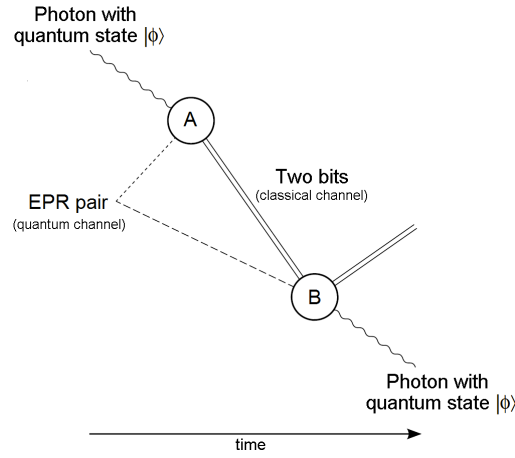 Photon with
quantum state |ϕ⟩
A
Two bits
(classical channel)
EPR pair
(quantum channel)
B
Photon with
quantum state |ϕ⟩
time